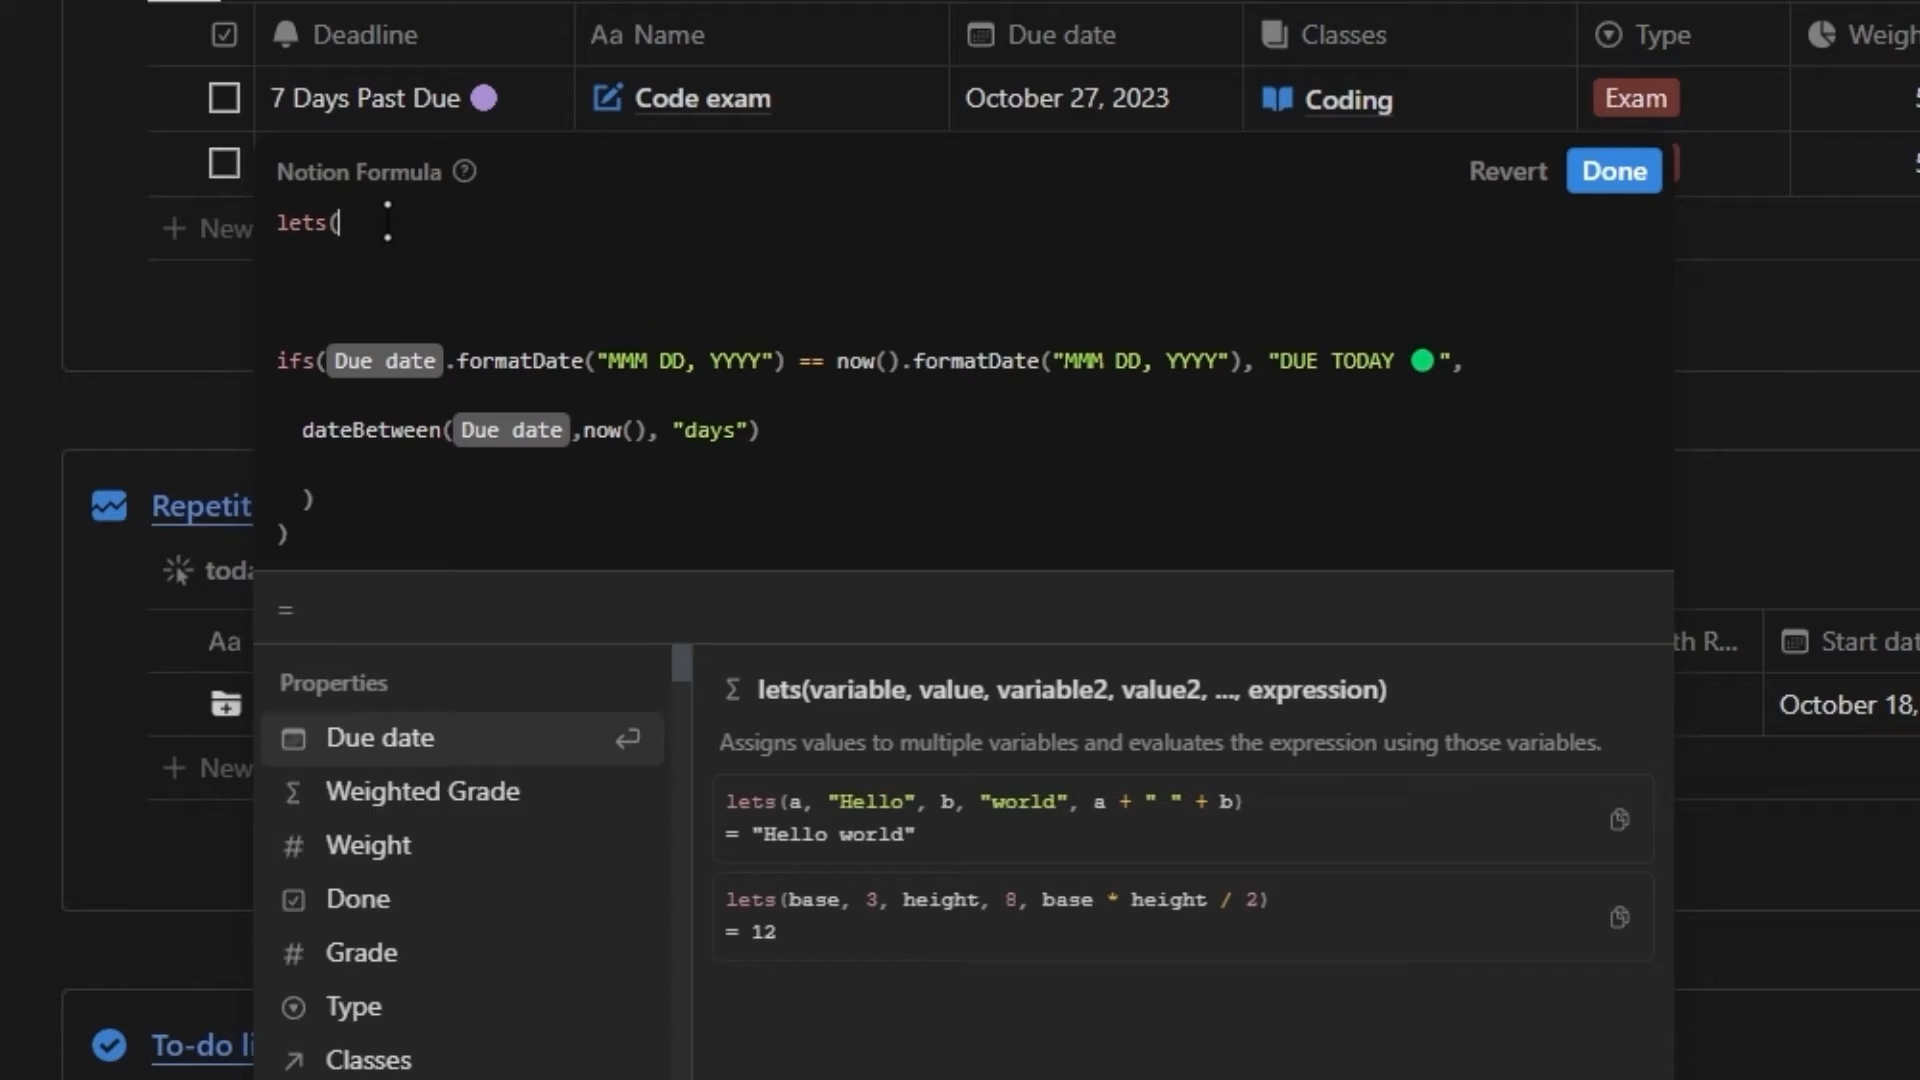 Deadline Aa Name Due date Classes Type Weigh
7 Days Past Due Code exam October 27, 2023 Coding Exam 5
Notion Formula ? Revert Done 5
lets(
+ New
ifs(Due date.formatDate("MMM DD, YYYY") == now().formatDate("MMM DD, YYYY"), "DUE TODAY 🟢",
dateBetween(Due date,now(), "days")
)
)
Repetit
toda
=
Aa th R... Start dat
Properties
Due date
Weighted Grade
Weight
Done
Grade
Type
Classes
Σ lets(variable, value, variable2, value2, ..., expression)
Assigns values to multiple variables and evaluates the expression using those variables.
lets(a, "Hello", b, "world", a + " " + b)
= "Hello world"
lets(base, 3, height, 8, base * height / 2)
= 12
October 18,
+ New
To-do li